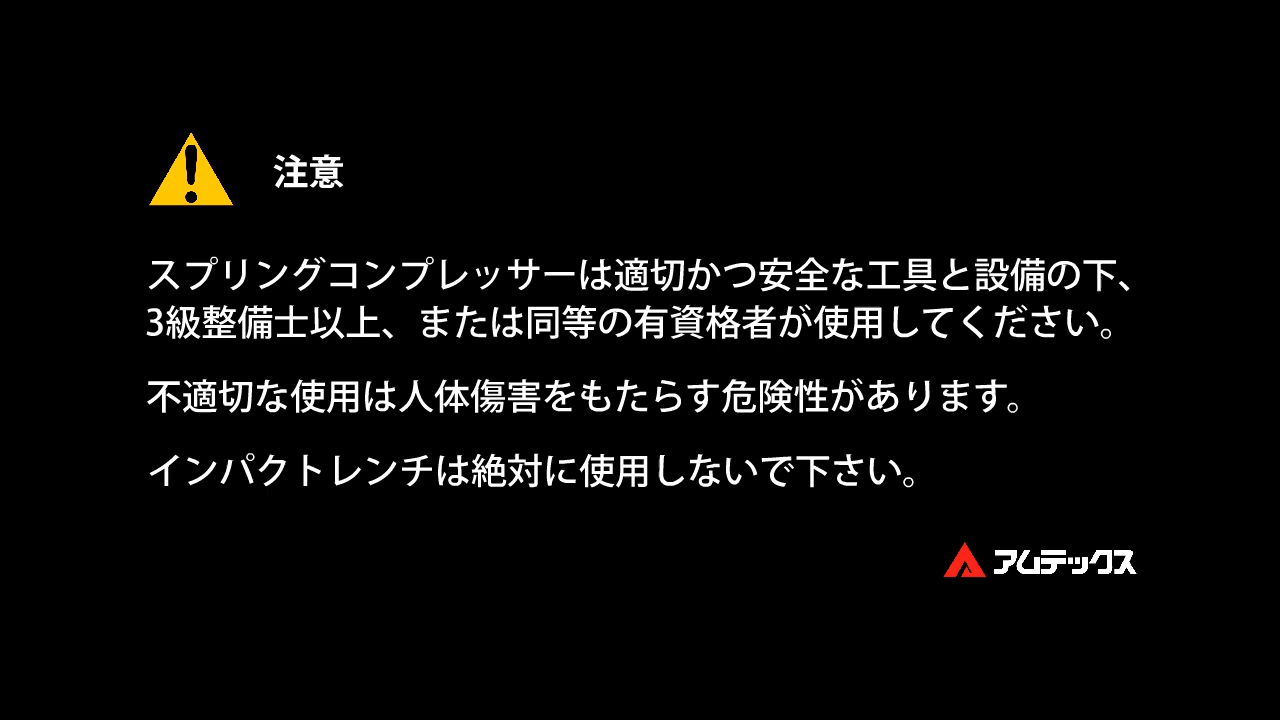 注意
スプリングコンプレッサーは適切かつ安全な工具と設備の下、
3級整備士以上、または同等の有資格者が使用してください。
不適切な使用は人体傷害をもたらす危険性があります。
インパクトレンチは絶対に使用しないで下さい。
アムテックス